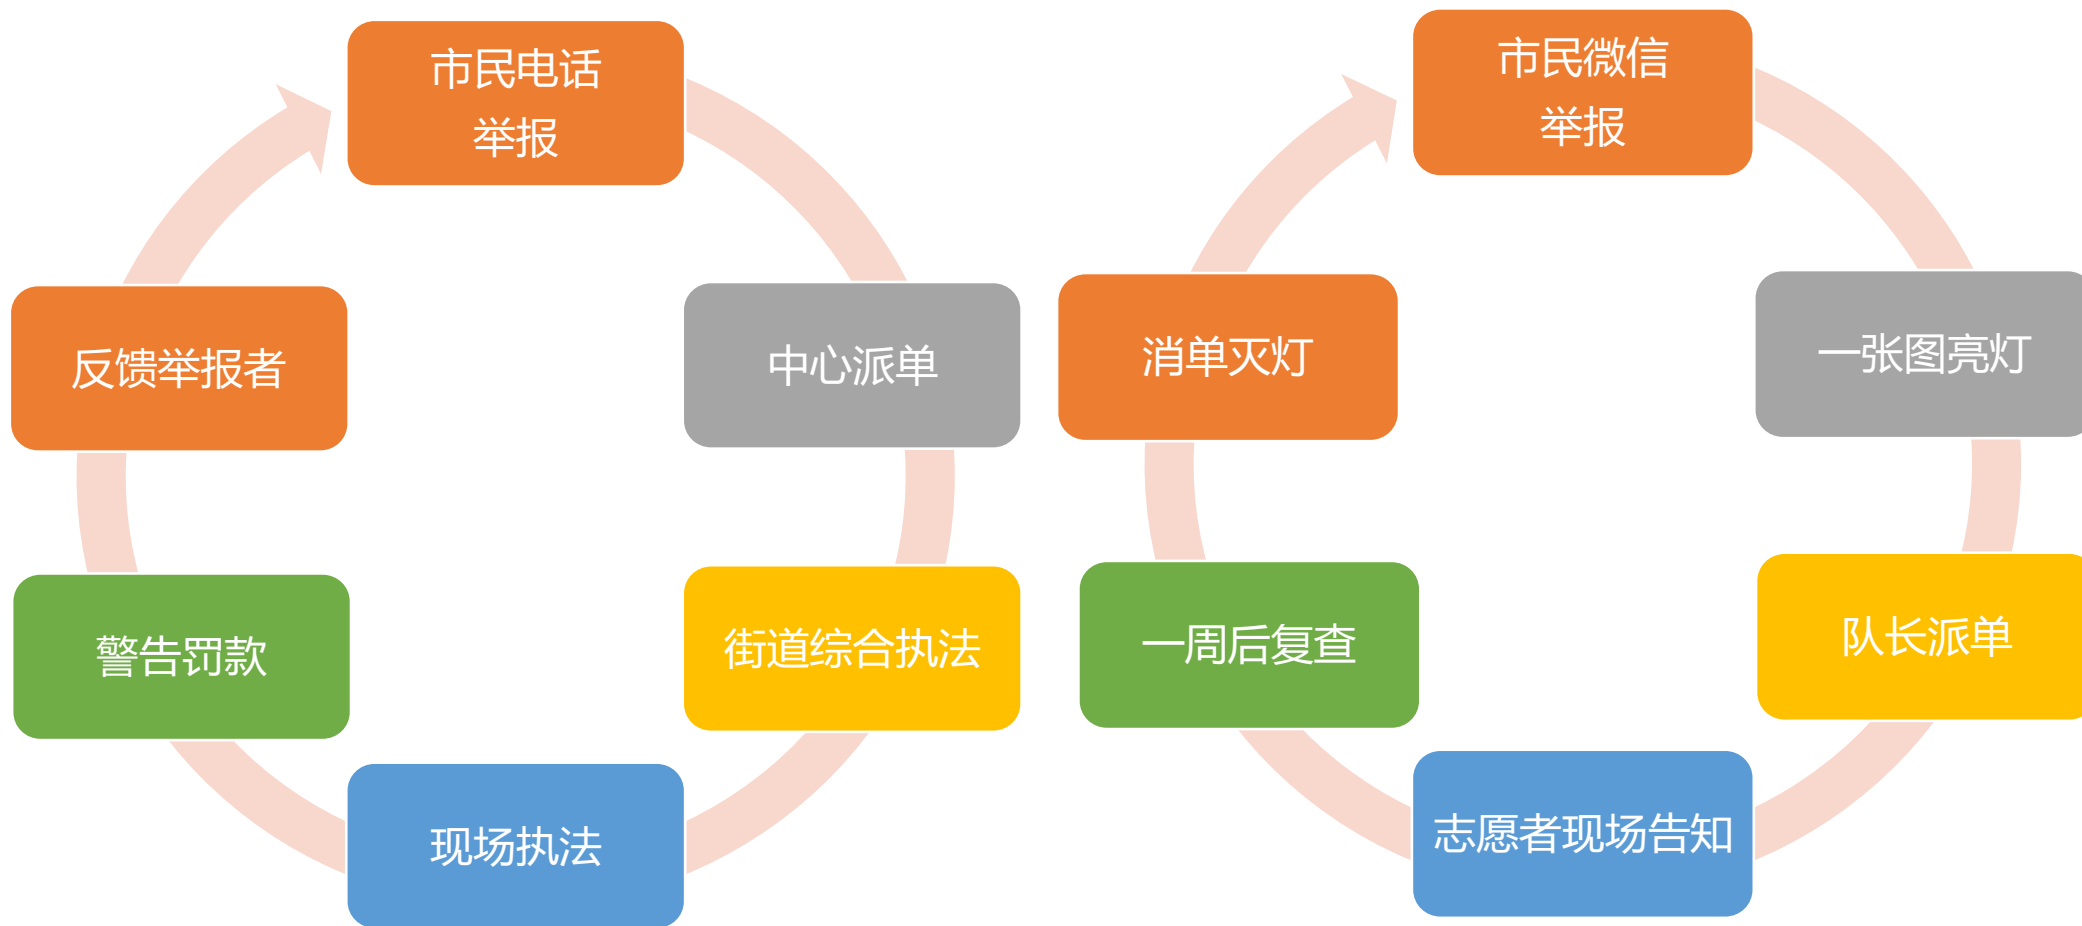 市民电话
举报
中心派单
街道综合执法
现场执法
警告罚款
反馈举报者
市民微信
举报
一张图亮灯
队长派单
志愿者现场告知
一周后复查
消单灭灯